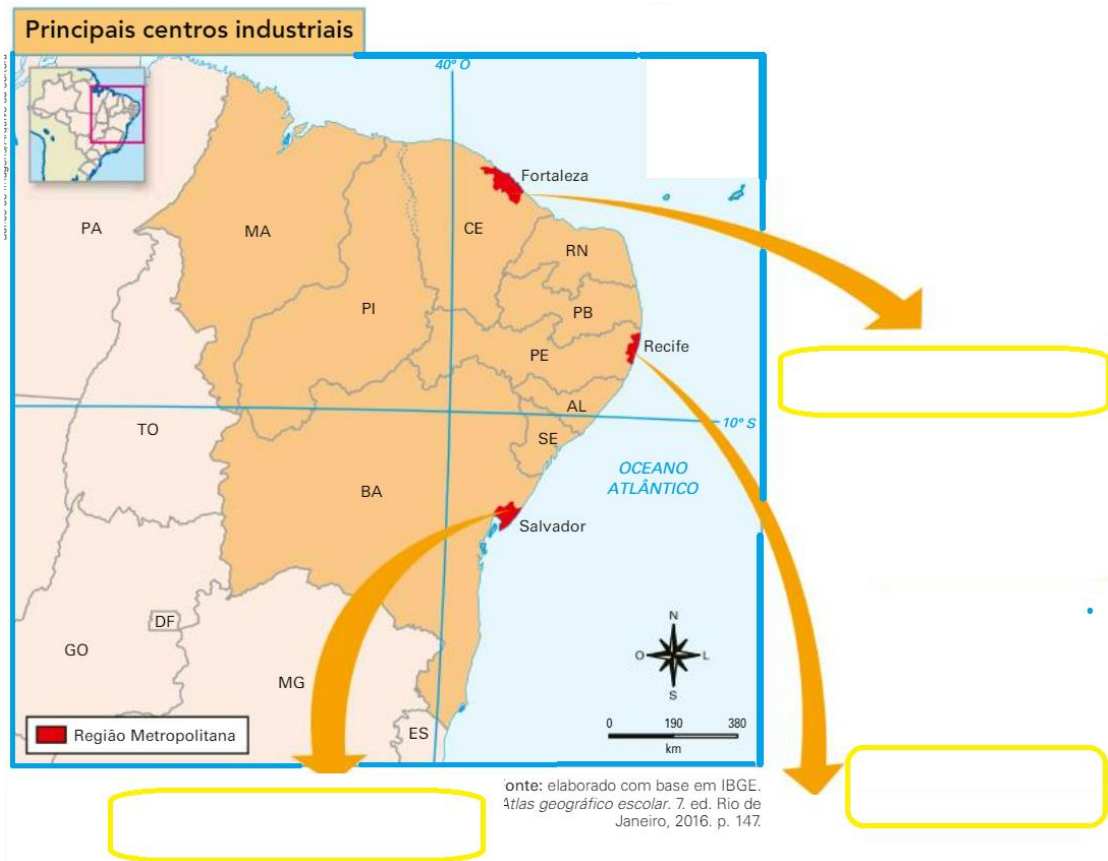 Principais centros industriais
40º O
Fortaleza
PA
MA
CE
RN
PI
PB
PE
Recife
AL
10º S
TO
SE
OCEANO
ATLÂNTICO
BA
Salvador
DF
GO
N
O
L
S
MG
ES
0 190 380
km
Região Metropolitana
onte: elaborado com base em IBGE.
Atlas geográfico escolar. 7. ed. Rio de
Janeiro, 2016. p. 147.